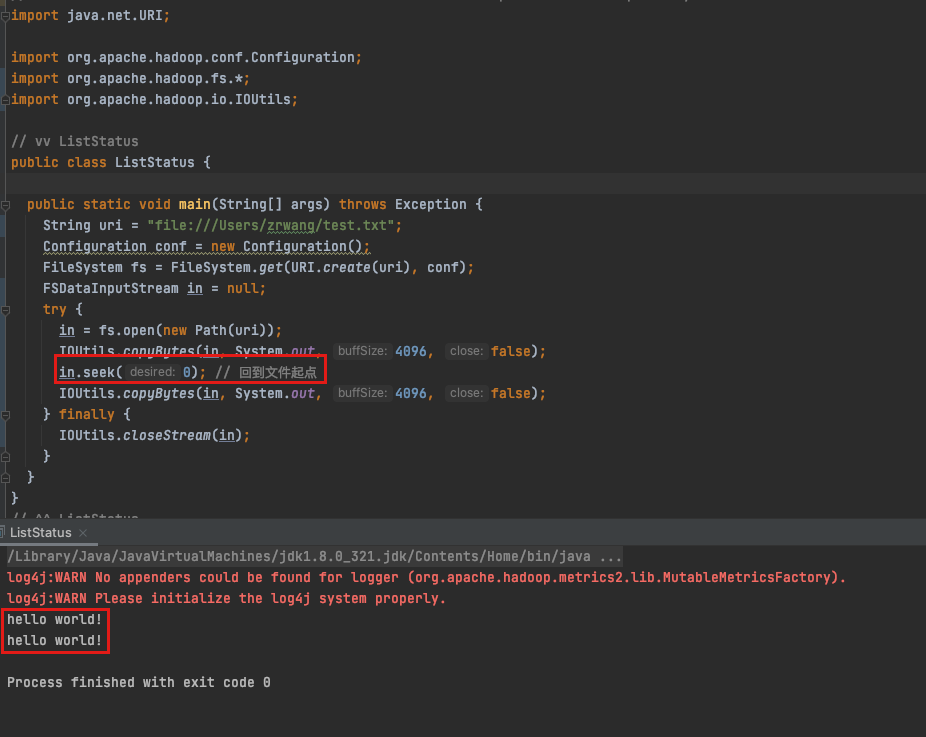 import java.net.URI;
import org.apache.hadoop.conf.Configuration;
import org.apache.hadoop.fs.*;
import org.apache.hadoop.io.IOUtils;
// vv ListStatus
public class ListStatus {
public static void main(String[] args) throws Exception {
String uri = "file:///Users/zrwang/test.txt";
Configuration conf = new Configuration();
FileSystem fs = FileSystem.get(URI.create(uri), conf);
FSDataInputStream in = null;
try {
in = fs.open(new Path(uri));
IOUtils.copyBytes(in, System.out, buffSize: 4096, close: false);
in.seek( desired: 0); // 回到文件起点
IOUtils.copyBytes(in, System.out, buffSize: 4096, close: false);
} finally {
IOUtils.closeStream(in);
}
}
}
// ^^ ListStatus
ListStatus ×
/Library/Java/JavaVirtualMachines/jdk1.8.0_321.jdk/Contents/Home/bin/java ...
log4j:WARN No appenders could be found for logger (org.apache.hadoop.metrics2.lib.MutableMetricsFactory).
log4j:WARN Please initialize the log4j system properly.
hello world!
hello world!
Process finished with exit code 0